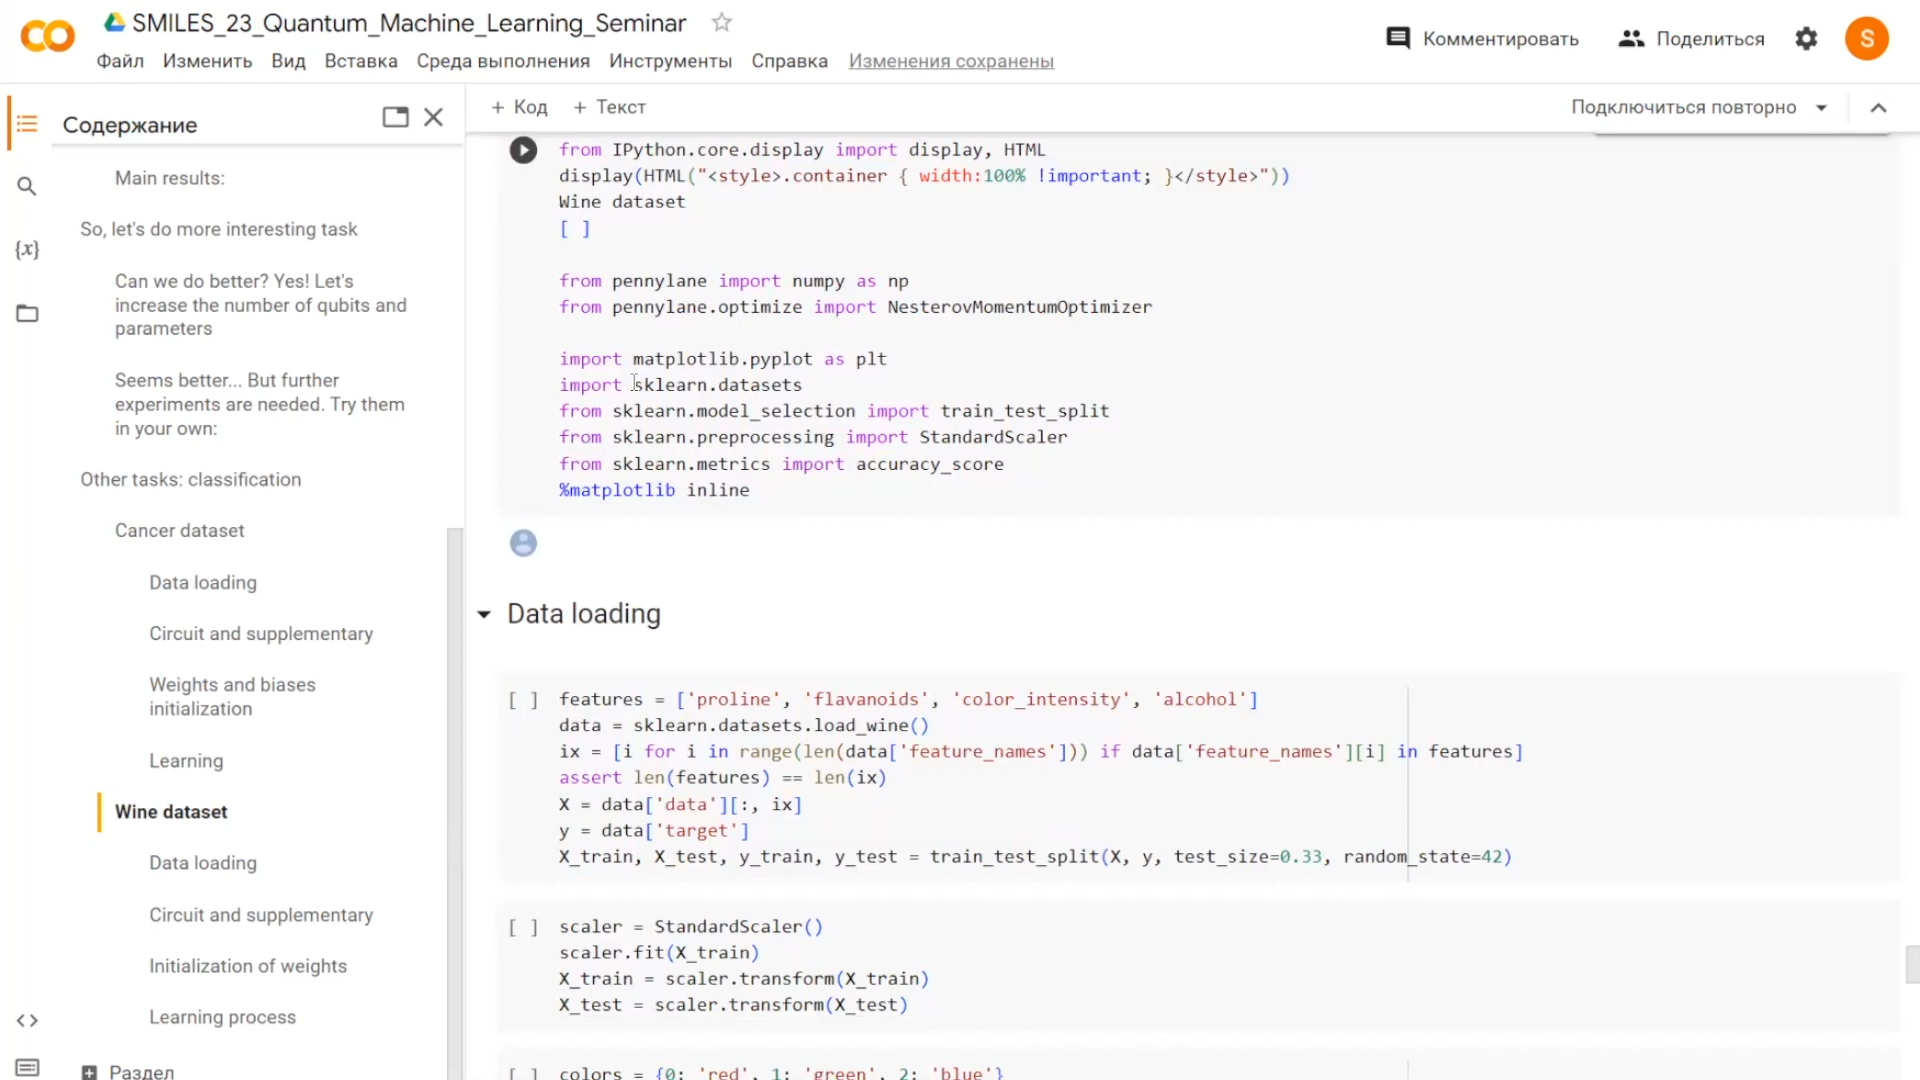 SMILES_23_Quantum_Machine_Learning_Seminar
Файл Изменить Вид Вставка Среда выполнения Инструменты Справка Изменения сохранены
Комментировать Поделиться S
Содержание
+ Код + Текст
Подключиться повторно
Main results:
So, let's do more interesting task
Can we do better? Yes! Let's
increase the number of qubits and
parameters
Seems better... But further
experiments are needed. Try them
in your own:
Other tasks: classification
Cancer dataset
Data loading
Circuit and supplementary
Weights and biases
initialization
Learning
Wine dataset
Data loading
Circuit and supplementary
Initialization of weights
Learning process
Раздел
from IPython.core.display import display, HTML
display(HTML("<style>.container { width:100% !important; }</style>"))
Wine dataset
[ ]
from pennylane import numpy as np
from pennylane.optimize import NesterovMomentumOptimizer
import matplotlib.pyplot as plt
import sklearn.datasets
from sklearn.model_selection import train_test_split
from sklearn.preprocessing import StandardScaler
from sklearn.metrics import accuracy_score
%matplotlib inline
Data loading
[ ] features = ['proline', 'flavanoids', 'color_intensity', 'alcohol']
data = sklearn.datasets.load_wine()
ix = [i for i in range(len(data['feature_names'])) if data['feature_names'][i] in features]
assert len(features) == len(ix)
X = data['data'][:, ix]
y = data['target']
X_train, X_test, y_train, y_test = train_test_split(X, y, test_size=0.33, random_state=42)
[ ] scaler = StandardScaler()
scaler.fit(X_train)
X_train = scaler.transform(X_train)
X_test = scaler.transform(X_test)
[ ] colors = {0: 'red', 1: 'green', 2: 'blue'}